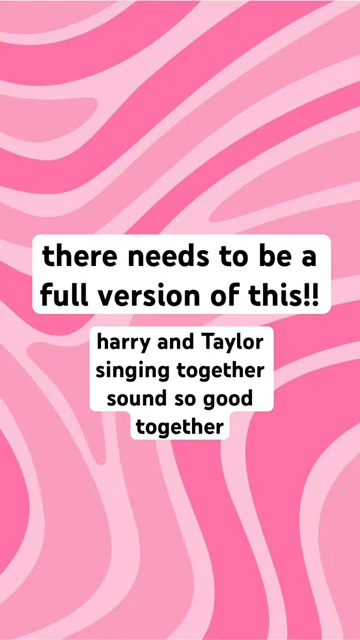 there needs to be a
full version of this!!
harry and Taylor
singing together
sound so good
together